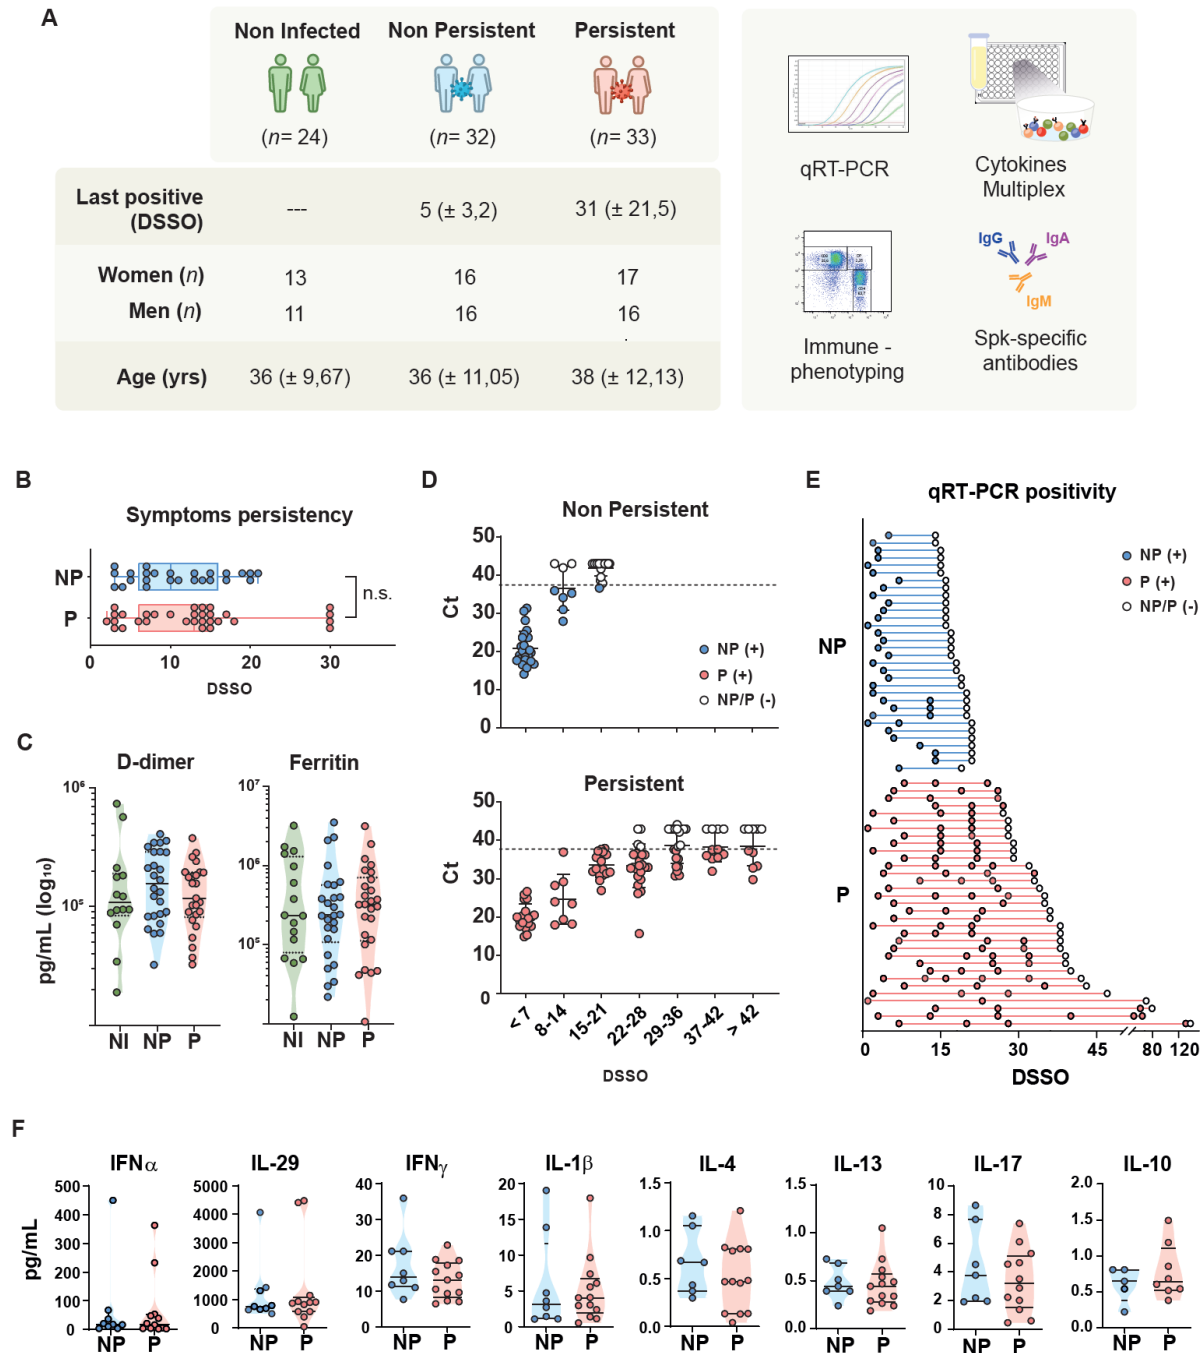 A
Non Infected Non Persistent Persistent
(n= 24) (n= 32) (n= 33)
Last positive (DSSO) --- 5 (± 3,2) 31 (± 21,5)
Women (n) 13 16 17
Men (n) 11 16 16
Age (yrs) 36 (± 9,67) 36 (± 11,05) 38 (± 12,13)
qRT-PCR
Cytokines
Multiplex
Immune -
phenotyping
IgG IgA
IgM
Spk-specific
antibodies
B
Symptoms persistency
NP
P
n.s.
0 10 20 30
DSSO
C
D-dimer
pg/mL (log10)
10⁶
10⁵
NI NP P
Ferritin
10⁷
10⁶
10⁵
NI NP P
D
Non Persistent
Ct
50
40
30
20
10
0
NP (+)
P (+)
NP/P (-)
Persistent
Ct
50
40
30
20
10
0
< 7 8-14 15-21 22-28 29-36 37-42 > 42
DSSO
E
qRT-PCR positivity
NP (+)
P (+)
NP/P (-)
NP
P
0 15 30 45 80 120
DSSO
F
pg/mL
IFNα
500
400
300
200
100
0
NP P
IL-29
5000
4000
3000
2000
1000
0
NP P
IFNγ
40
30
20
10
0
NP P
IL-1β
20
15
10
5
0
NP P
IL-4
1.5
1.0
0.5
0.0
NP P
IL-13
1.5
1.0
0.5
0.0
NP P
IL-17
10
8
6
4
2
0
NP P
IL-10
2.0
1.5
1.0
0.5
0.0
NP P